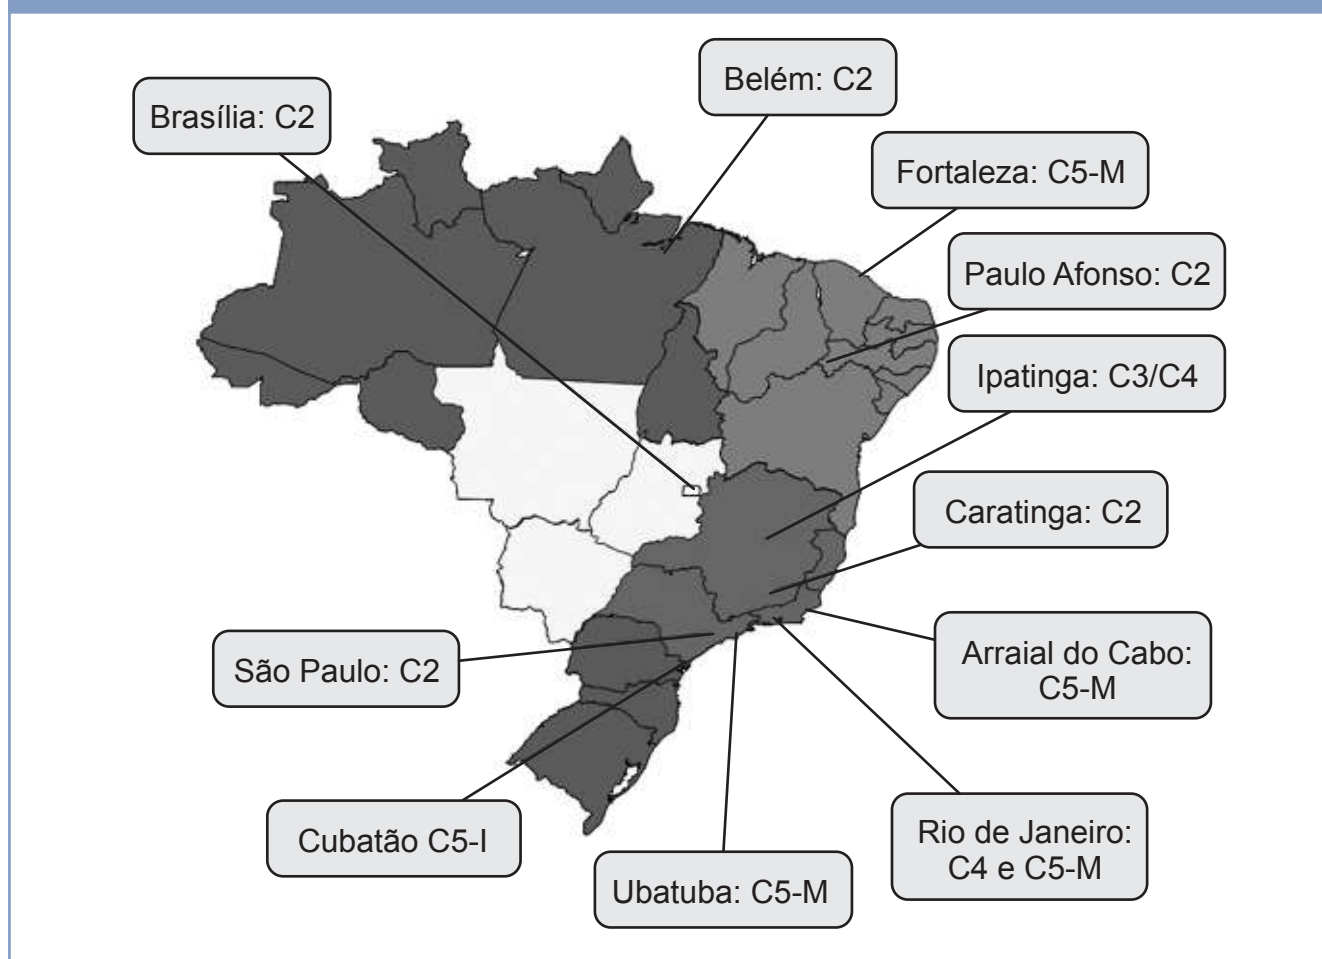 Belém: C2
Brasília: C2
Fortaleza: C5-M
Paulo Afonso: C2
Ipatinga: C3/C4
Caratinga: C2
Arraial do Cabo:
C5-M
São Paulo: C2
Rio de Janeiro:
C4 e C5-M
Cubatão C5-I
Ubatuba: C5-M